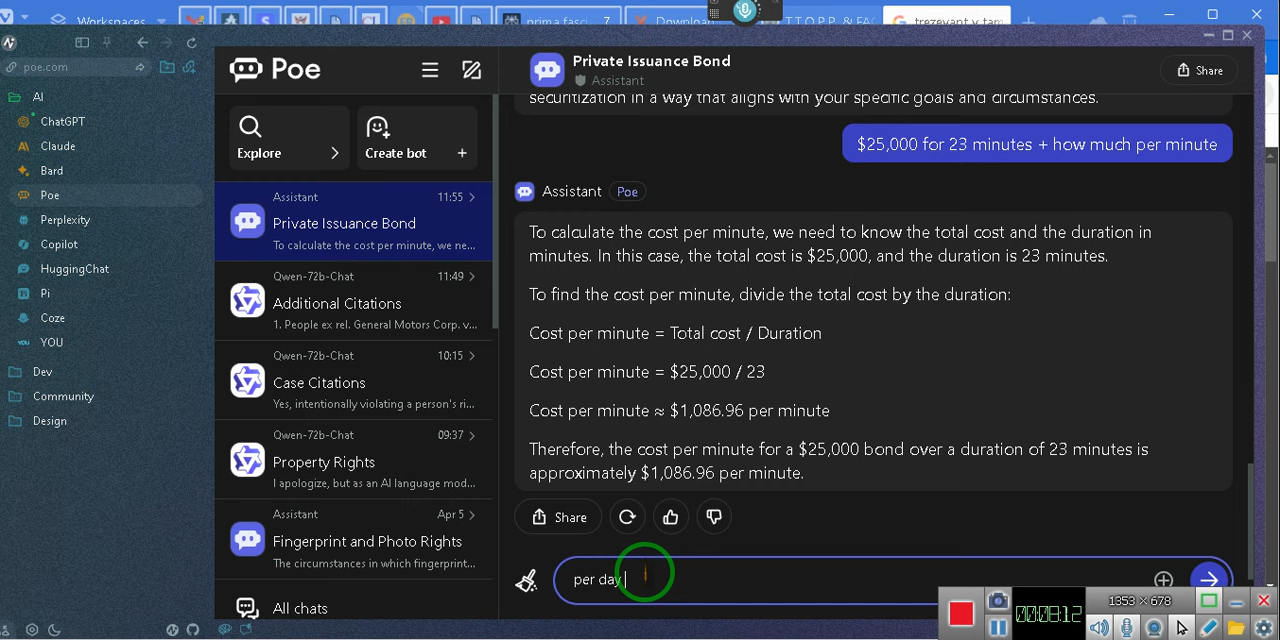 Workspaces
prima fascie
7
Downloa
T T O P P & FA
trezevant v tam
poe.com
AI
ChatGPT
Claude
Bard
Poe
Perplexity
Copilot
HuggingChat
Pi
Coze
YOU
Dev
Community
Design
Poe
Explore
Create bot
Assistant 11:55
Private Issuance Bond
To calculate the cost per minute, we ne...
Qwen-72b-Chat 11:49
Additional Citations
1. People ex rel. General Motors Corp. v...
Qwen-72b-Chat 10:15
Case Citations
Yes, intentionally violating a person's ri...
Qwen-72b-Chat 09:37
Property Rights
I apologize, but as an AI language mod...
Assistant Apr 5
Fingerprint and Photo Rights
The circumstances in which fingerprint...
All chats
Private Issuance Bond
Assistant
Share
securitization in a way that aligns with your specific goals and circumstances.
$25,000 for 23 minutes + how much per minute
Assistant Poe
To calculate the cost per minute, we need to know the total cost and the duration in
minutes. In this case, the total cost is $25,000, and the duration is 23 minutes.
To find the cost per minute, divide the total cost by the duration:
Cost per minute = Total cost / Duration
Cost per minute = $25,000 / 23
Cost per minute ≈ $1,086.96 per minute
Therefore, the cost per minute for a $25,000 bond over a duration of 23 minutes is
approximately $1,086.96 per minute.
Share
per day
1353 × 678
00:08:12